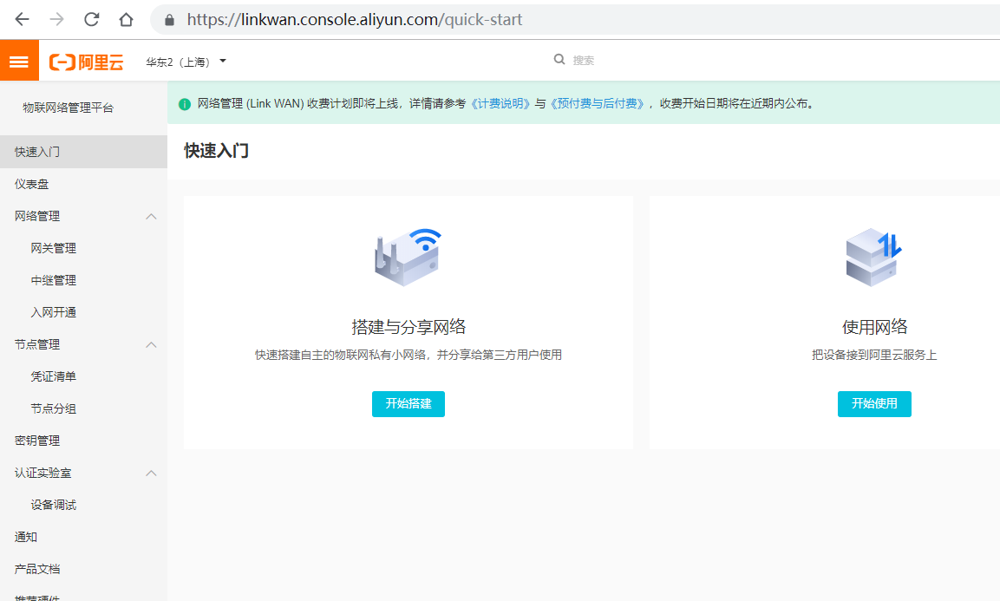 https://linkwan.console.aliyun.com/quick-start
阿里云
华东2（上海）
搜索
物联网络管理平台
网络管理 (Link WAN) 收费计划即将上线，详情请参考《计费说明》与《预付费与后付费》，收费开始日期将在近期内公布。
快速入门
快速入门
仪表盘
网络管理
网关管理
中继管理
入网开通
节点管理
凭证清单
节点分组
密钥管理
认证实验室
设备调试
通知
产品文档
推荐硬件
搭建与分享网络
快速搭建自主的物联网私有小网络，并分享给第三方用户使用
开始搭建
使用网络
把设备接到阿里云服务上
开始使用